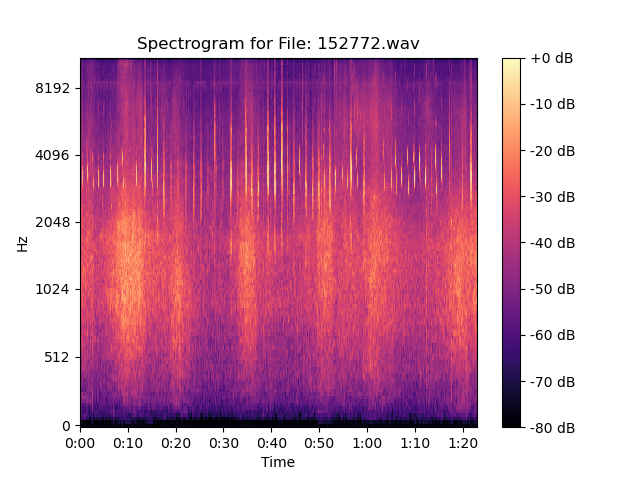 Spectrogram for File: 152772.wav
Hz
8192
4096
2048
1024
512
0
0:00 0:10 0:20 0:30 0:40 0:50 1:00 1:10 1:20
Time
+0 dB
-10 dB
-20 dB
-30 dB
-40 dB
-50 dB
-60 dB
-70 dB
-80 dB